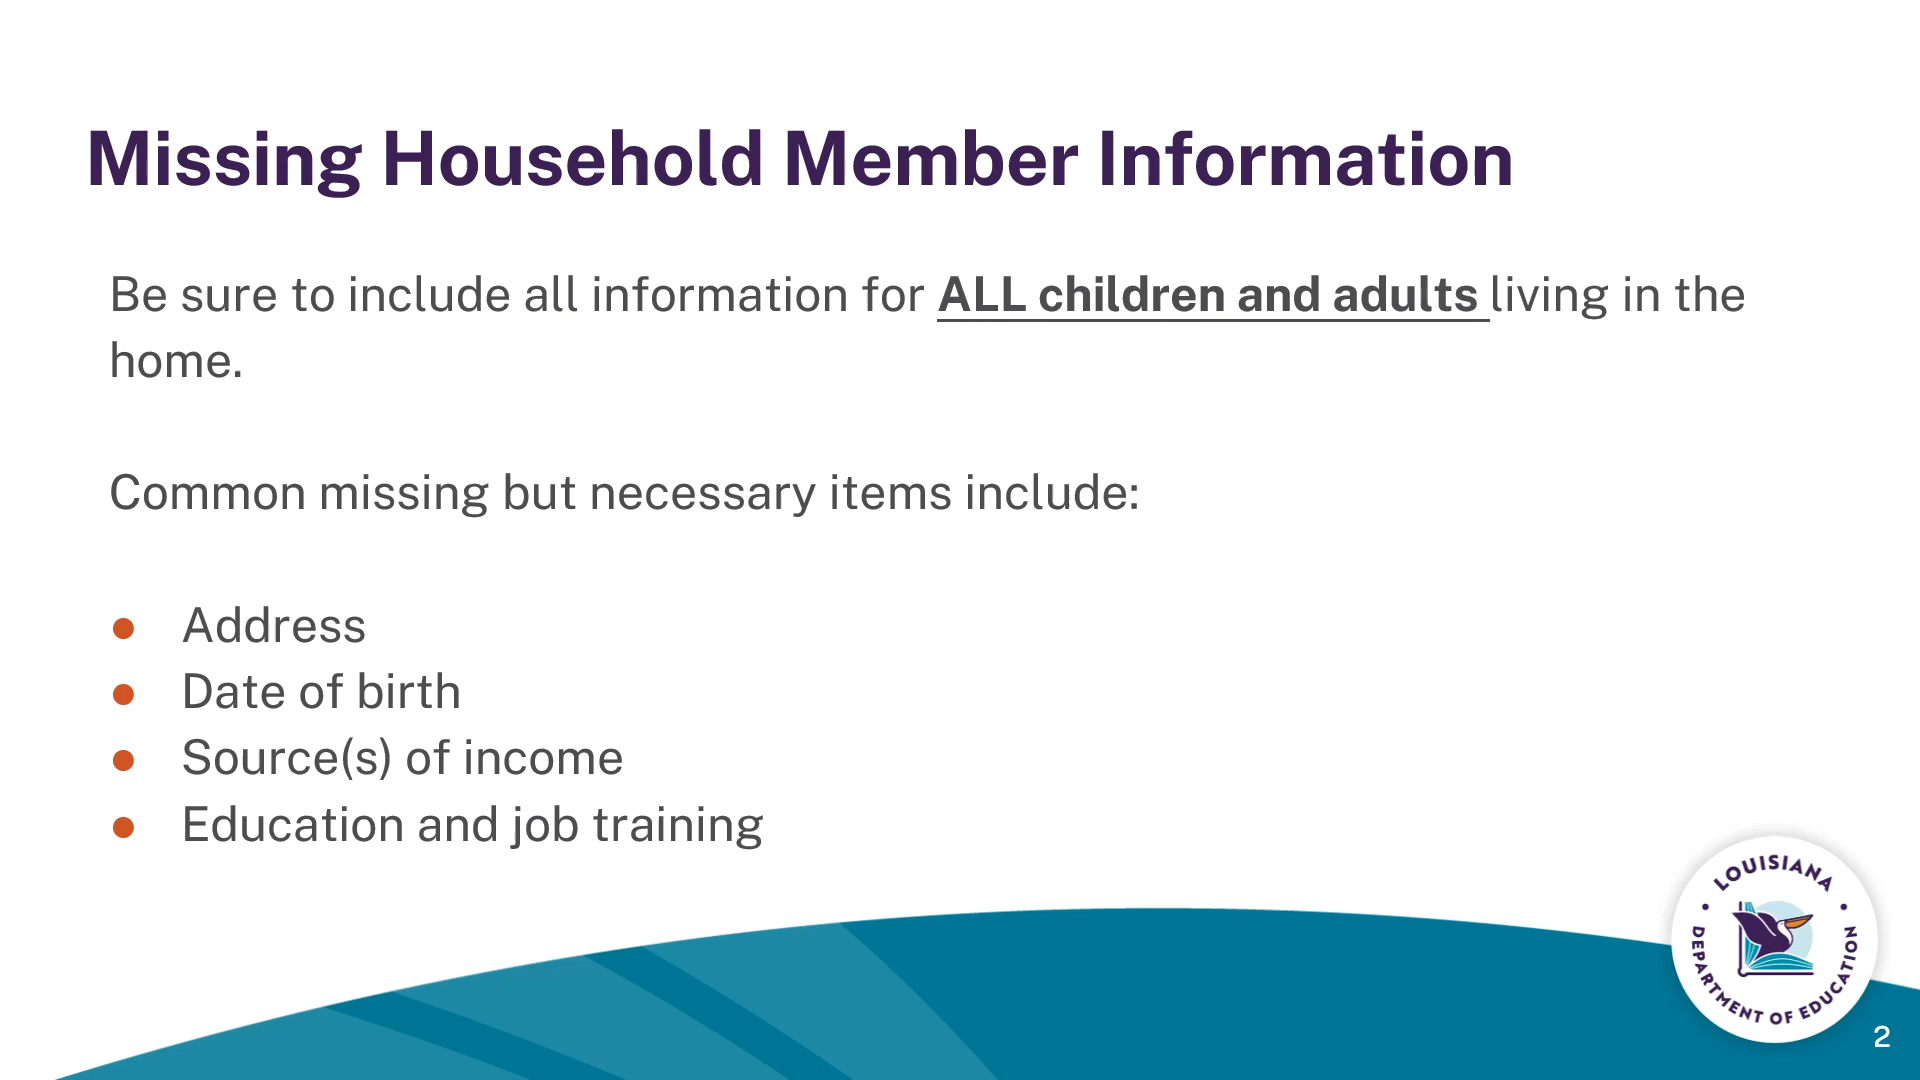 Missing Household Member Information
Be sure to include all information for ALL children and adults living in the
home.
Common missing but necessary items include:
● Address
● Date of birth
● Source(s) of income
● Education and job training
LOUISIANA
DEPARTMENT OF EDUCATION
2